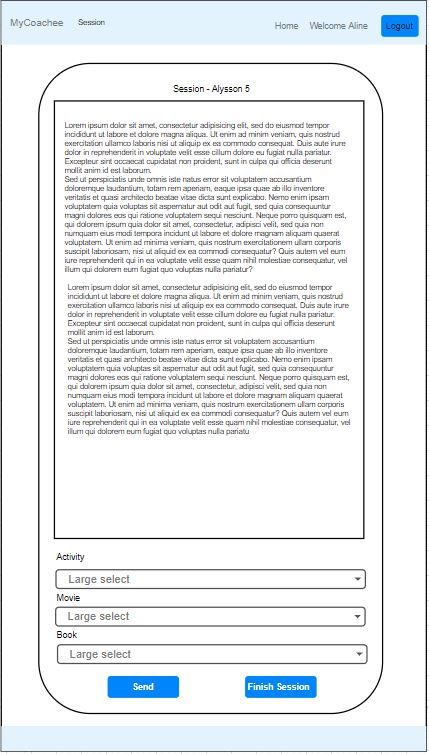 MyCoachee Session Home Welcome Aline Logout
Session - Alysson 5
Lorem ipsum dolor sit amet, consectetur adipisicing elit, sed do eiusmod tempor
incididunt ut labore et dolore magna aliqua. Ut enim ad minim veniam, quis nostrud
exercitation ullamco laboris nisi ut aliquip ex ea commodo consequat. Duis aute irure
dolor in reprehenderit in voluptate velit esse cillum dolore eu fugiat nulla pariatur.
Excepteur sint occaecat cupidatat non proident, sunt in culpa qui officia deserunt
mollit anim id est laborum.
Sed ut perspiciatis unde omnis iste natus error sit voluptatem accusantium
doloremque laudantium, totam rem aperiam, eaque ipsa quae ab illo inventore
veritatis et quasi architecto beatae vitae dicta sunt explicabo. Nemo enim ipsam
voluptatem quia voluptas sit aspernatur aut odit aut fugit, sed quia consequuntur
magni dolores eos qui ratione voluptatem sequi nesciunt. Neque porro quisquam est,
qui dolorem ipsum quia dolor sit amet, consectetur, adipisci velit, sed quia non
numquam eius modi tempora incidunt ut labore et dolore magnam aliquam quaerat
voluptatem. Ut enim ad minima veniam, quis nostrum exercitationem ullam corporis
suscipit laboriosam, nisi ut aliquid ex ea commodi consequatur? Quis autem vel eum
iure reprehenderit qui in ea voluptate velit esse quam nihil molestiae consequatur, vel
illum qui dolorem eum fugiat quo voluptas nulla pariatur?
Lorem ipsum dolor sit amet, consectetur adipisicing elit, sed do eiusmod tempor
incididunt ut labore et dolore magna aliqua. Ut enim ad minim veniam, quis nostrud
exercitation ullamco laboris nisi ut aliquip ex ea commodo consequat. Duis aute irure
dolor in reprehenderit in voluptate velit esse cillum dolore eu fugiat nulla pariatur.
Excepteur sint occaecat cupidatat non proident, sunt in culpa qui officia deserunt
mollit anim id est laborum.
Sed ut perspiciatis unde omnis iste natus error sit voluptatem accusantium
doloremque laudantium, totam rem aperiam, eaque ipsa quae ab illo inventore
veritatis et quasi architecto beatae vitae dicta sunt explicabo. Nemo enim ipsam
voluptatem quia voluptas sit aspernatur aut odit aut fugit, sed quia consequuntur
magni dolores eos qui ratione voluptatem sequi nesciunt. Neque porro quisquam est,
qui dolorem ipsum quia dolor sit amet, consectetur, adipisci velit, sed quia non
numquam eius modi tempora incidunt ut labore et dolore magnam aliquam quaerat
voluptatem. Ut enim ad minima veniam, quis nostrum exercitationem ullam corporis
suscipit laboriosam, nisi ut aliquid ex ea commodi consequatur? Quis autem vel eum
iure reprehenderit qui in ea voluptate velit esse quam nihil molestiae consequatur, vel
illum qui dolorem eum fugiat quo voluptas nulla pariatu
Activity
Large select
Movie
Large select
Book
Large select
Send Finish Session